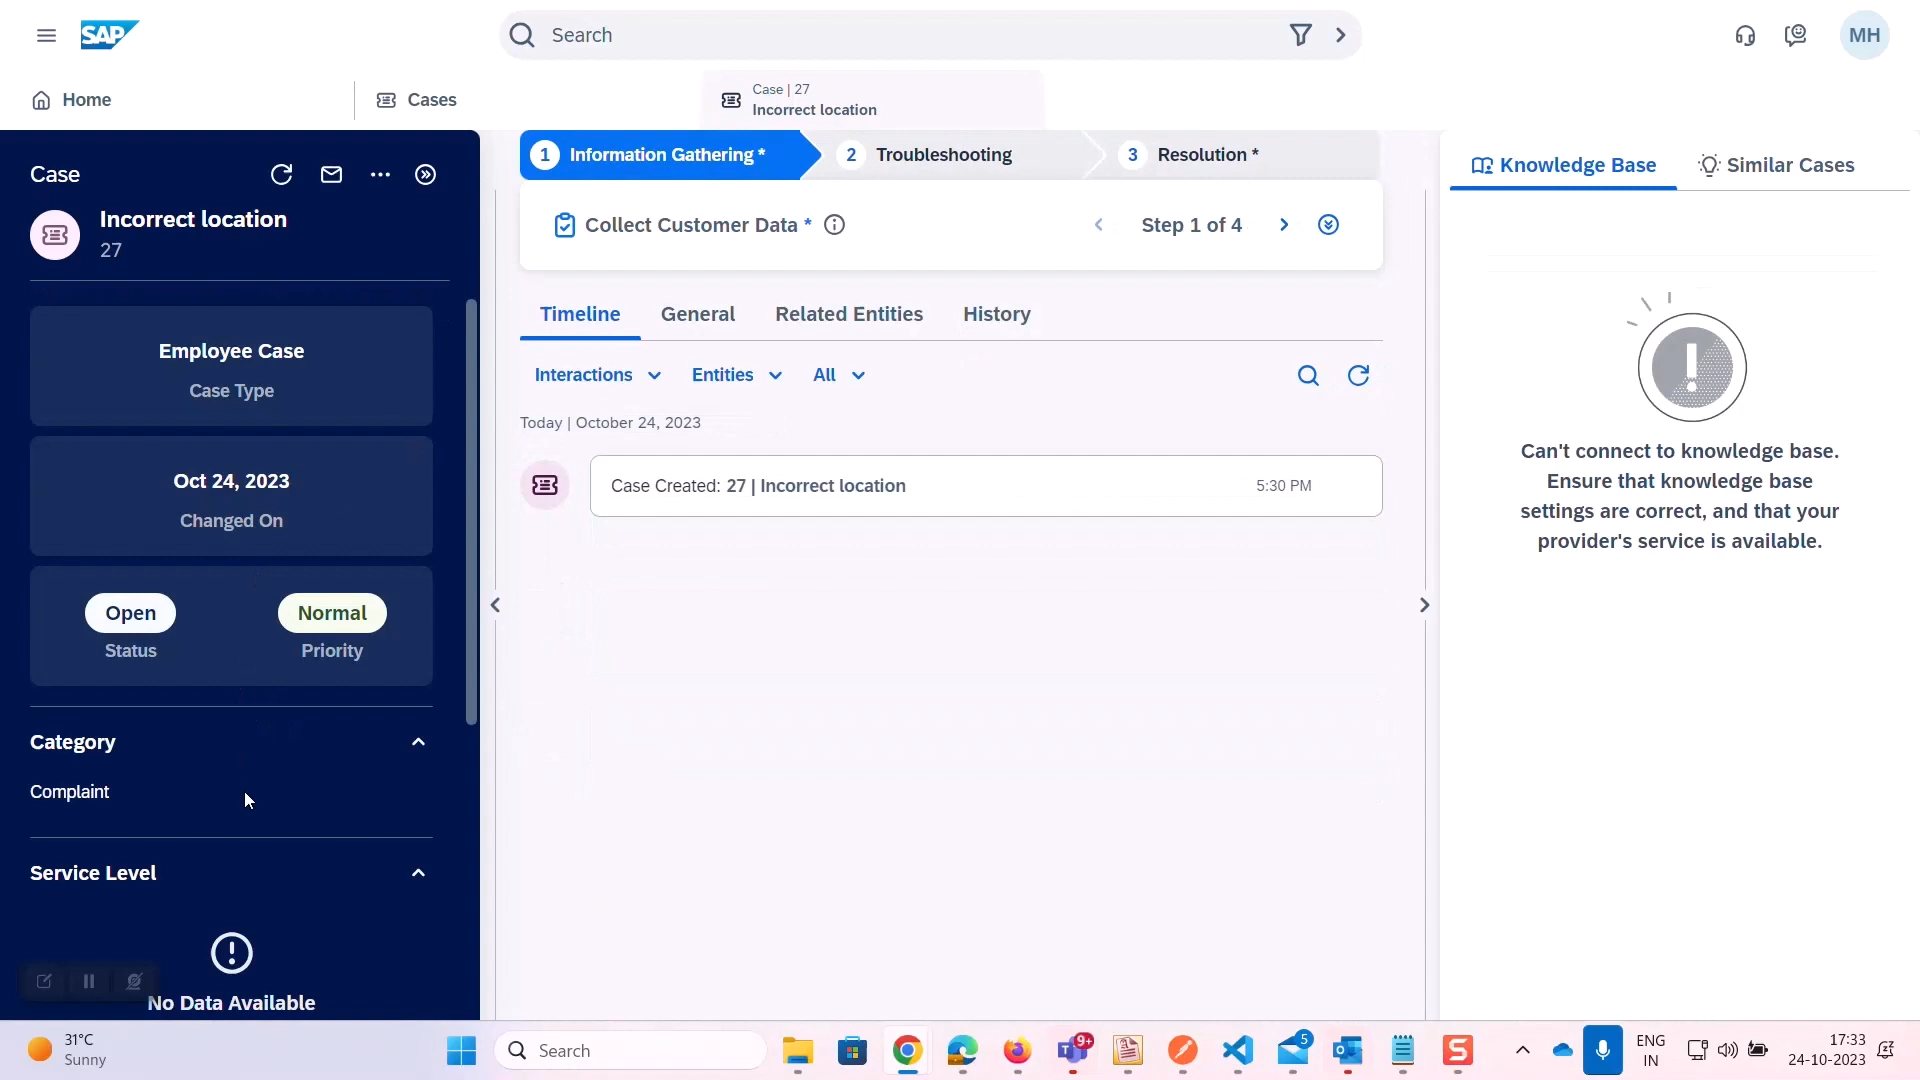 SAP
Search
MH
Home
Cases
Case | 27
Incorrect location
Case
Incorrect location
27
Employee Case
Case Type
Oct 24, 2023
Changed On
Open
Status
Normal
Priority
Category
Complaint
Service Level
No Data Available
1 Information Gathering *
2 Troubleshooting
3 Resolution *
Collect Customer Data *
Step 1 of 4
Timeline
General
Related Entities
History
Interactions
Entities
All
Today | October 24, 2023
Case Created: 27 | Incorrect location
5:30 PM
Knowledge Base
Similar Cases
Can't connect to knowledge base.
Ensure that knowledge base
settings are correct, and that your
provider's service is available.
31°C
Sunny
Search
9+
5
ENG
IN
17:33
24-10-2023